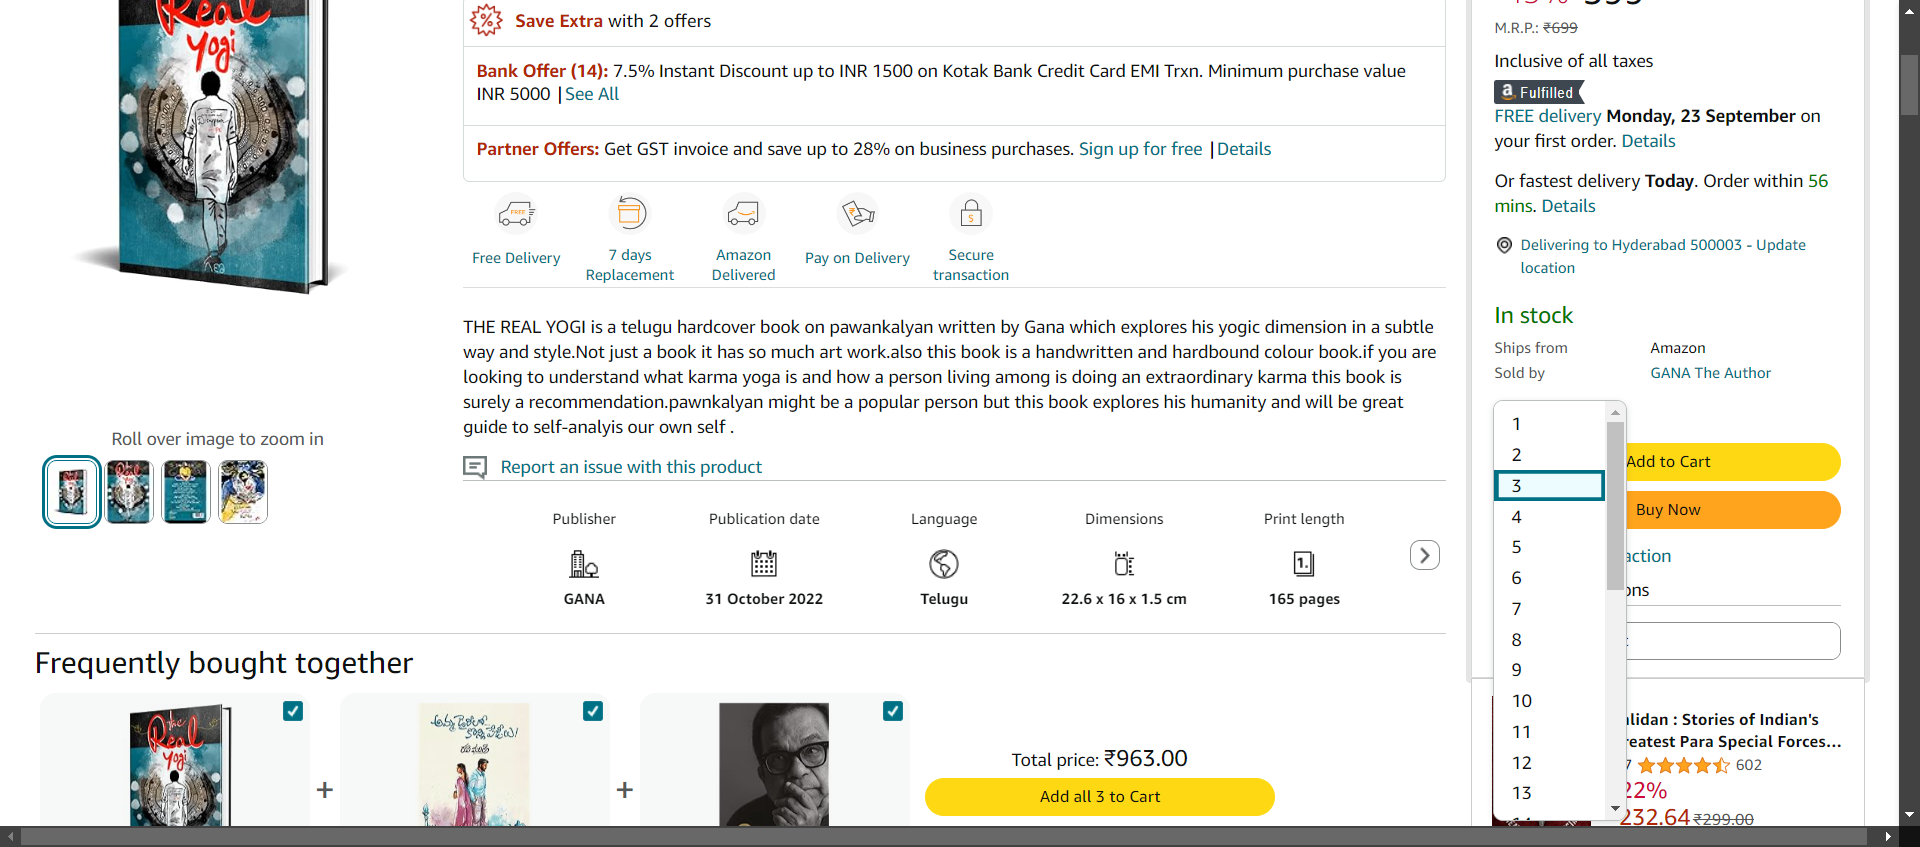 The
Real
Yogi
Roll over image to zoom in
Save Extra with 2 offers
Bank Offer (14): 7.5% Instant Discount up to INR 1500 on Kotak Bank Credit Card EMI Trxn. Minimum purchase value
INR 5000 | See All
Partner Offers: Get GST invoice and save up to 28% on business purchases. Sign up for free | Details
Free Delivery
7 days
Replacement
Amazon
Delivered
Pay on Delivery
Secure
transaction
THE REAL YOGI is a telugu hardcover book on pawankalyan written by Gana which explores his yogic dimension in a subtle
way and style.Not just a book it has so much art work.also this book is a handwritten and hardbound colour book.if you are
looking to understand what karma yoga is and how a person living among is doing an extraordinary karma this book is
surely a recommendation.pawnkalyan might be a popular person but this book explores his humanity and will be great
guide to self-analyis our own self .
Report an issue with this product
Publisher
GANA
Publication date
31 October 2022
Language
Telugu
Dimensions
22.6 x 16 x 1.5 cm
Print length
165 pages
M.R.P.: ₹699
Inclusive of all taxes
a Fulfilled
FREE delivery Monday, 23 September on
your first order. Details
Or fastest delivery Today. Order within 56
mins. Details
Delivering to Hyderabad 500003 - Update
location
In stock
Ships from Amazon
Sold by GANA The Author
1
2
3
4
5
6
7
8
9
10
11
12
13
Add to Cart
Buy Now
action
ons
Frequently bought together
The
Real
Yogi
+
అమ్మ డైరీలో
కొన్ని పేజీలు!
రవి మంత్రి
+
Total price: ₹963.00
Add all 3 to Cart
alidan : Stories of Indian's
reatest Para Special Forces...
602
22%
232.64 ₹299.00